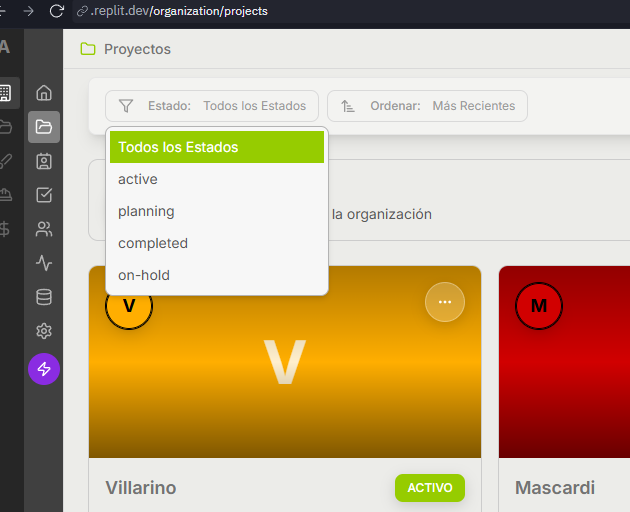 .replit.dev/organization/projects
A
Proyectos
Estado: Todos los Estados
Ordenar: Más Recientes
Todos los Estados
active
planning
completed
on-hold
la organización
V
M
V
Villarino
ACTIVO
Mascardi